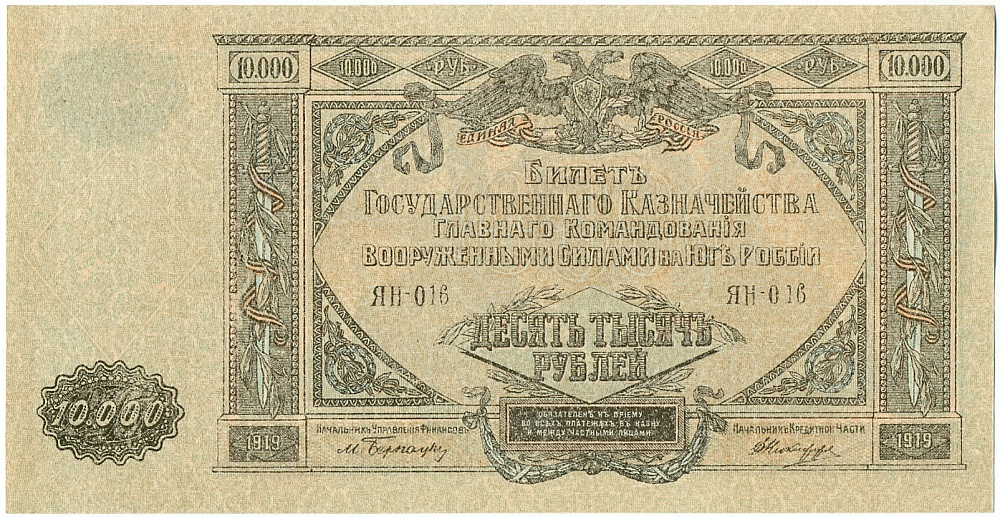 10.000 10.000 РУБ. 10.000 РУБ. 10.000
ЕДИНАЯ РОССІЯ
БИЛЕТЪ
ГОСУДАРСТВЕННАГО КАЗНАЧЕЙСТВА
ГЛАВНАГО КОМАНДОВАНІЯ
ВООРУЖЕННЫМИ СИЛАМИ НА ЮГѢ РОССІИ
ЯН-016 ЯН-016
ДЕСЯТЬ ТЫСЯЧЪ
РУБЛЕЙ
10.000
ОБЯЗАТЕЛЕНЪ КЪ ПРІЕМУ
ВО ВСѢХЪ ПЛАТЕЖАХЪ ВЪ КАЗНУ
И МЕЖДУ ЧАСТНЫМИ ЛИЦАМИ.
1919 НАЧАЛЬНИКЪ УПРАВЛЕНІЯ ФИНАНСОВЪ НАЧАЛЬНИКЪ КРЕДИТНОЙ ЧАСТИ 1919